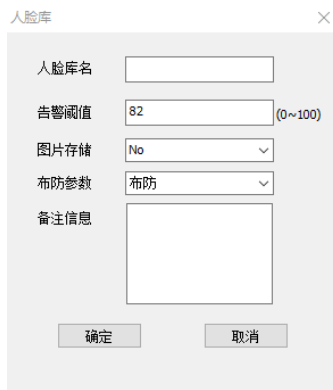 人脸库
人脸库名
告警阈值 82 (0~100)
图片存储 No
布防参数 布防
备注信息
确定 取消